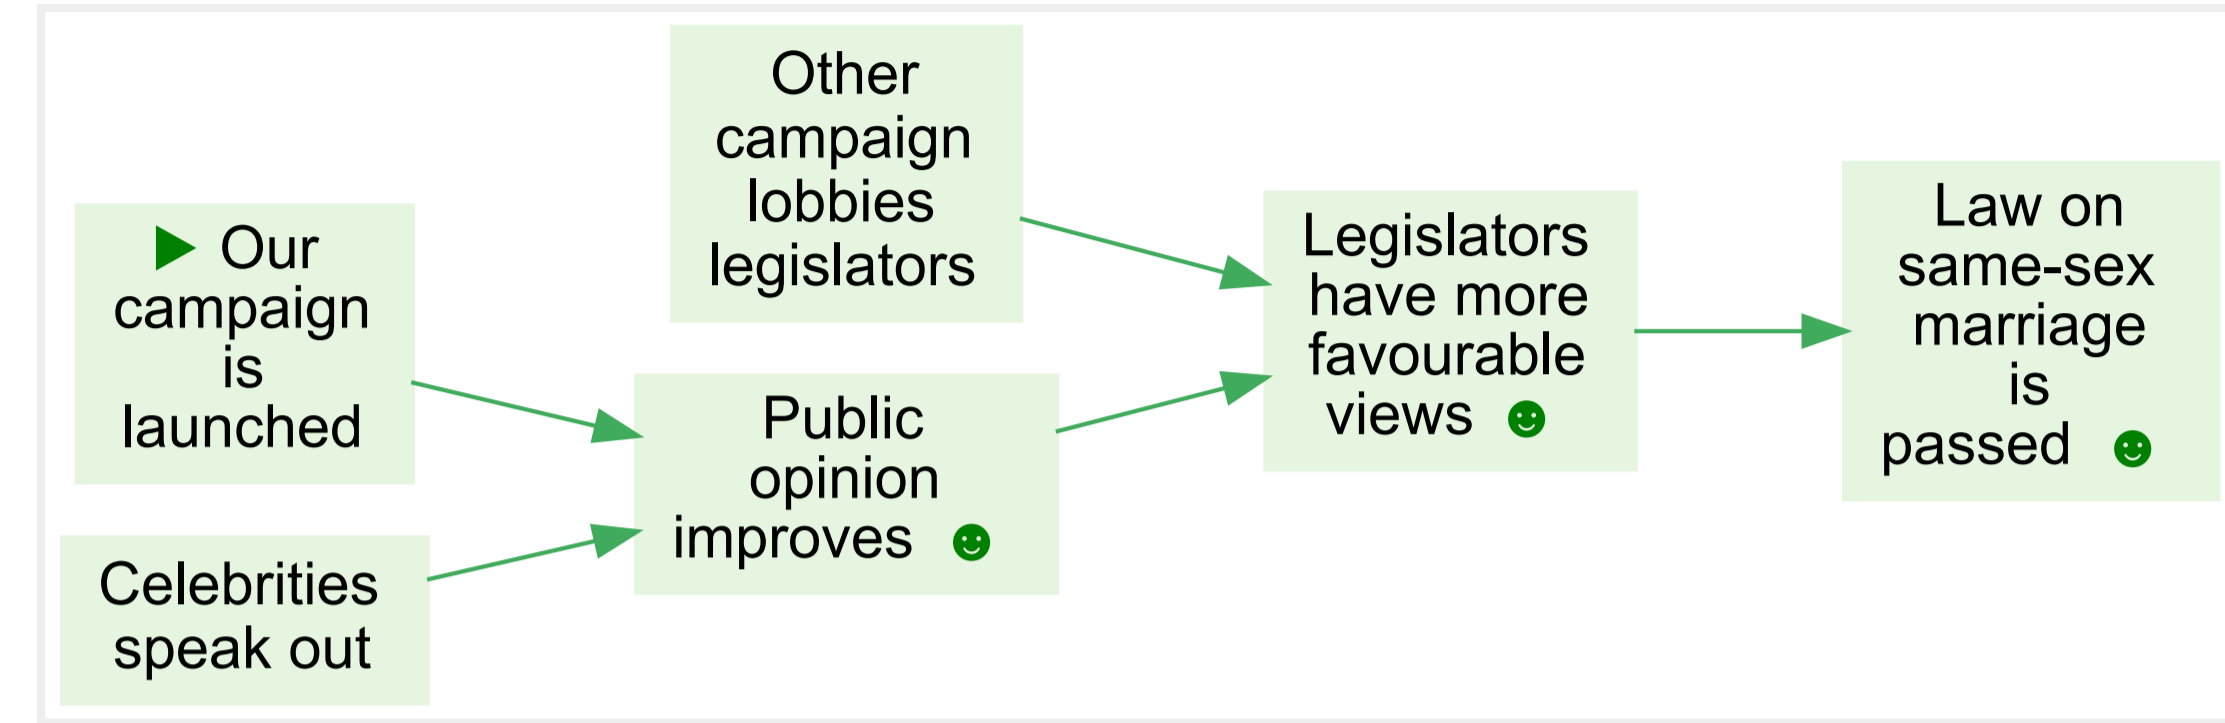 ▶ Our
campaign
is
launched
Celebrities
speak out
Other
campaign
lobbies
legislators
Public
opinion
improves ☻
Legislators
have more
favourable
views ☻
Law on
same-sex
marriage
is
passed ☻